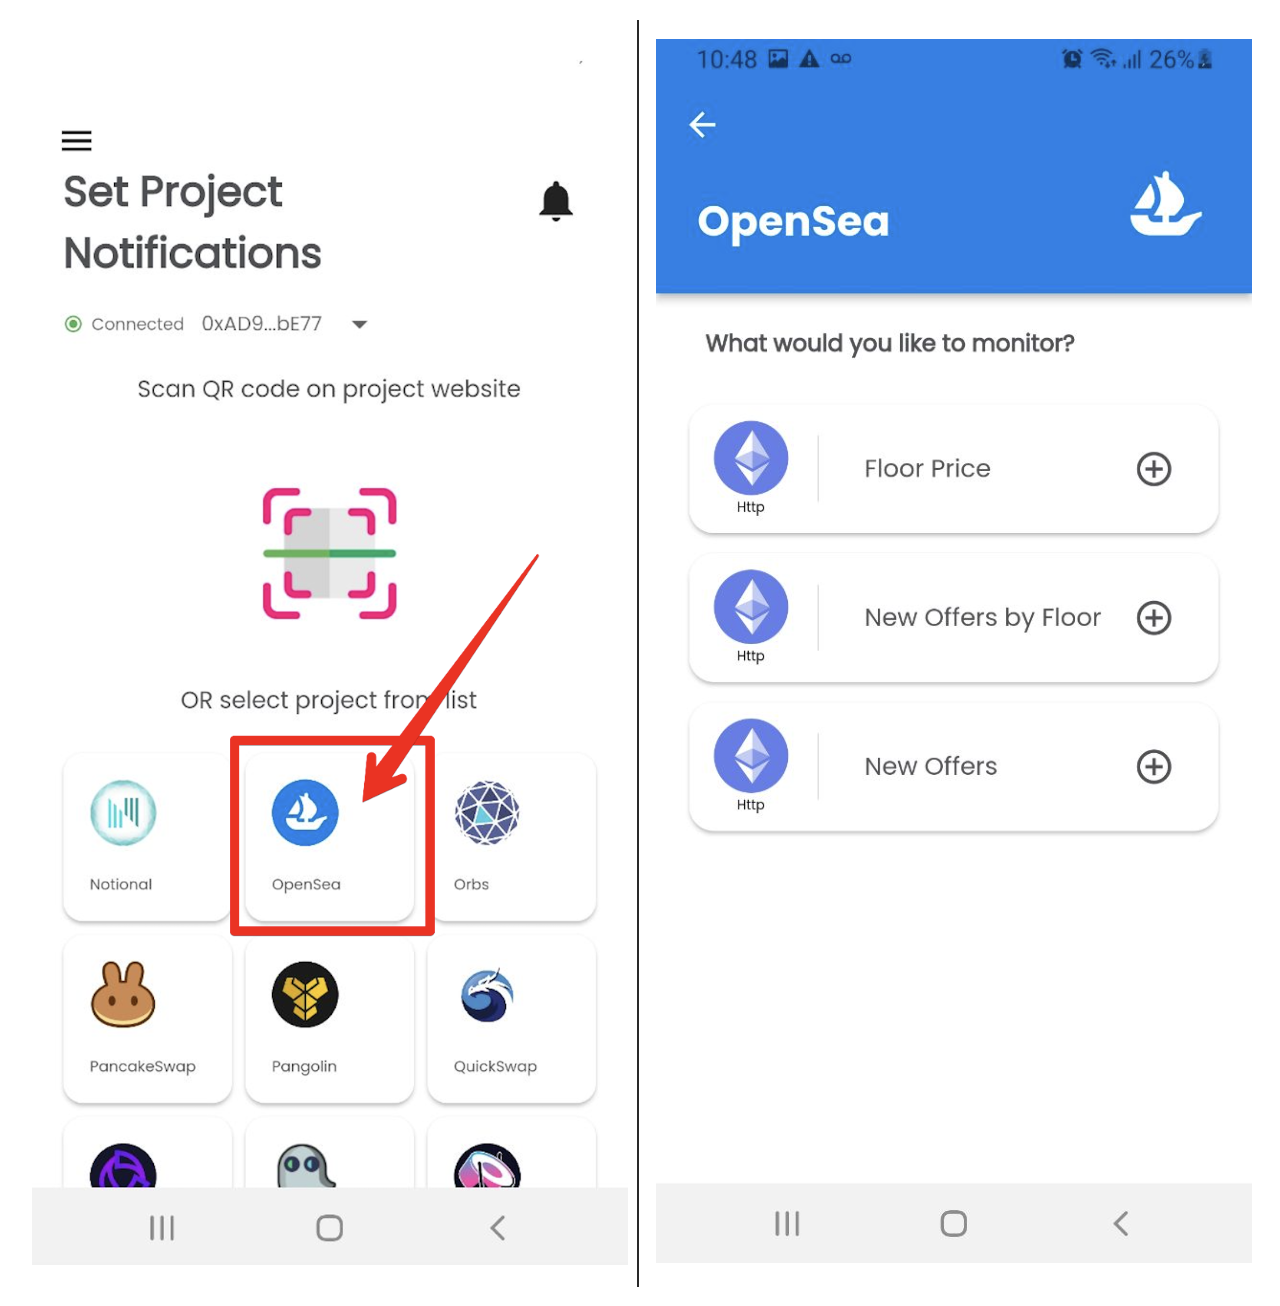 Set Project
Notifications
Connected 0xAD9...bE77
Scan QR code on project website
OR select project from list
Notional
OpenSea
Orbs
PancakeSwap
Pangolin
QuickSwap
10:48
26%
OpenSea
What would you like to monitor?
Http
Floor Price
Http
New Offers by Floor
Http
New Offers